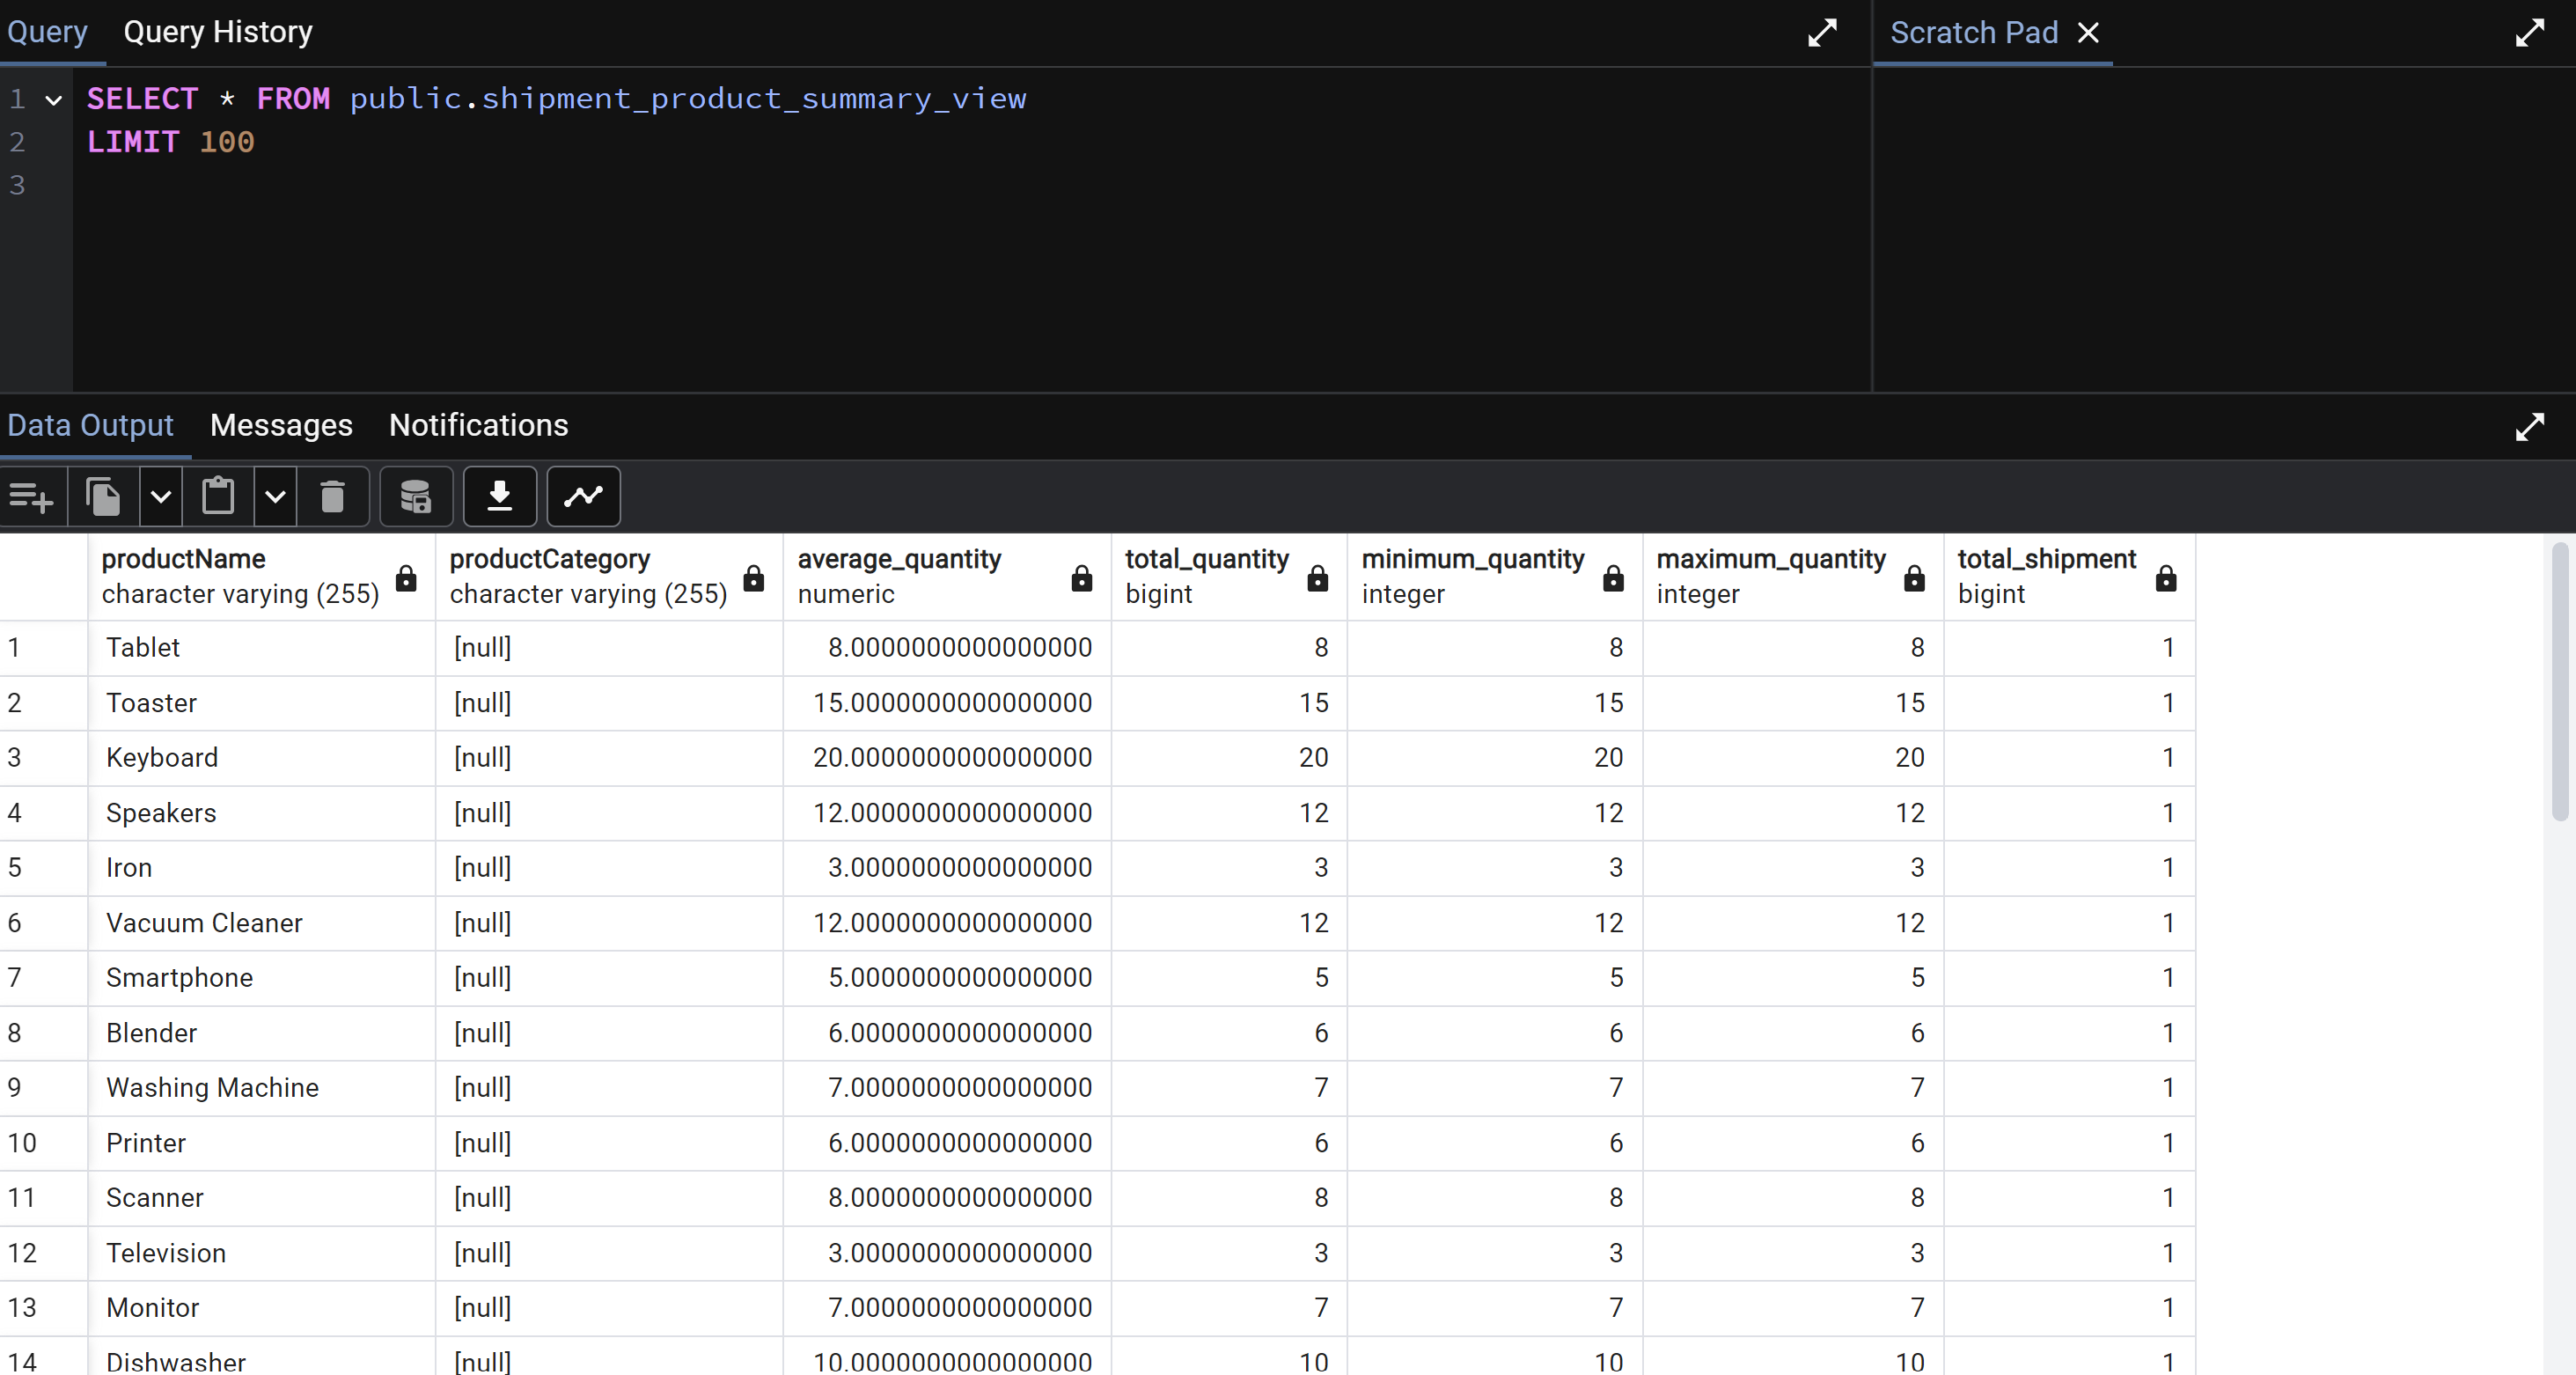 Query Query History Scratch Pad
1 SELECT * FROM public.shipment_product_summary_view
2 LIMIT 100
3
Data Output Messages Notifications
productName productCategory average_quantity total_quantity minimum_quantity maximum_quantity total_shipment
character varying (255) character varying (255) numeric bigint integer integer bigint
1 Tablet [null] 8.0000000000000000 8 8 8 1
2 Toaster [null] 15.0000000000000000 15 15 15 1
3 Keyboard [null] 20.0000000000000000 20 20 20 1
4 Speakers [null] 12.0000000000000000 12 12 12 1
5 Iron [null] 3.0000000000000000 3 3 3 1
6 Vacuum Cleaner [null] 12.0000000000000000 12 12 12 1
7 Smartphone [null] 5.0000000000000000 5 5 5 1
8 Blender [null] 6.0000000000000000 6 6 6 1
9 Washing Machine [null] 7.0000000000000000 7 7 7 1
10 Printer [null] 6.0000000000000000 6 6 6 1
11 Scanner [null] 8.0000000000000000 8 8 8 1
12 Television [null] 3.0000000000000000 3 3 3 1
13 Monitor [null] 7.0000000000000000 7 7 7 1
14 Dishwasher [null] 10.0000000000000000 10 10 10 1